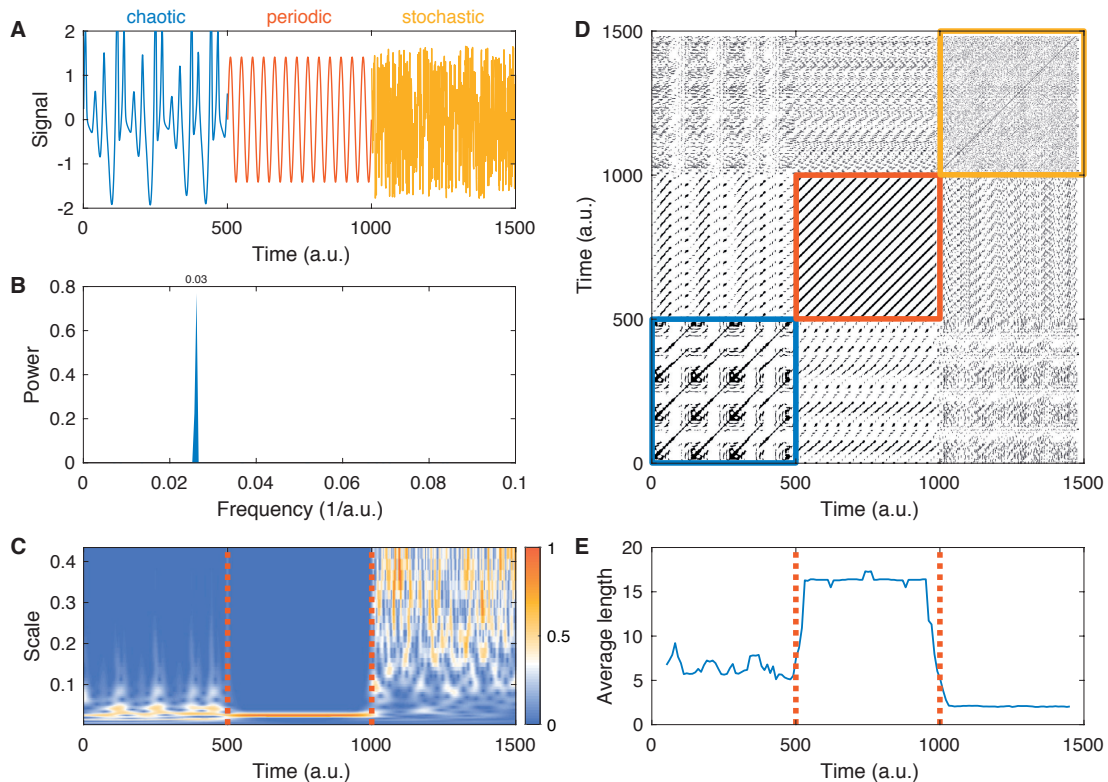 chaotic periodic stochastic
A
2
1
0
-1
-2
Signal
0 500 1000 1500
Time (a.u.)
B
0.03
0.8
0.6
0.4
0.2
0
Power
0 0.02 0.04 0.06 0.08 0.1
Frequency (1/a.u.)
C
0.4
0.3
0.2
0.1
Scale
1
0.5
0
0 500 1000 1500
Time (a.u.)
D
1500
1000
500
0
Time (a.u.)
0 500 1000 1500
Time (a.u.)
E
20
15
10
5
0
Average length
0 500 1000 1500
Time (a.u.)